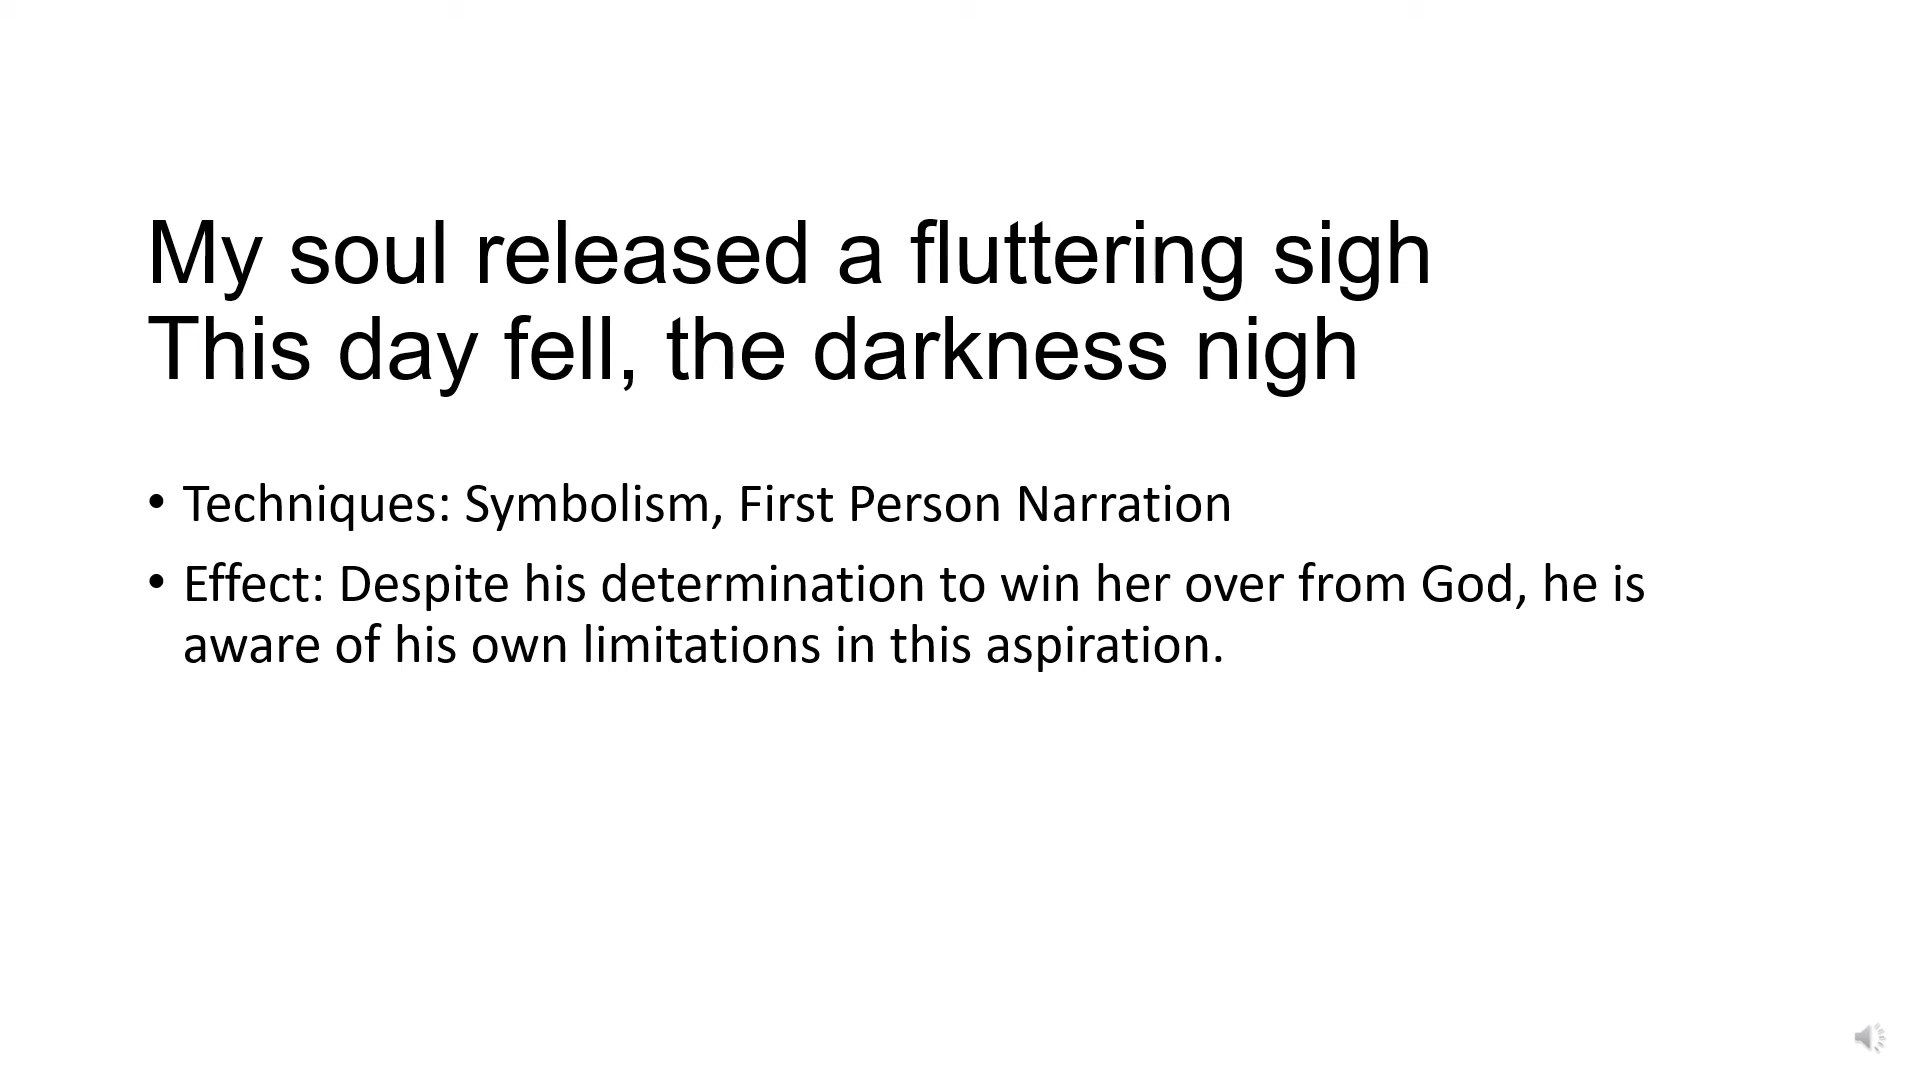 My soul released a fluttering sigh
This day fell, the darkness nigh
• Techniques: Symbolism, First Person Narration
• Effect: Despite his determination to win her over from God, he is
aware of his own limitations in this aspiration.